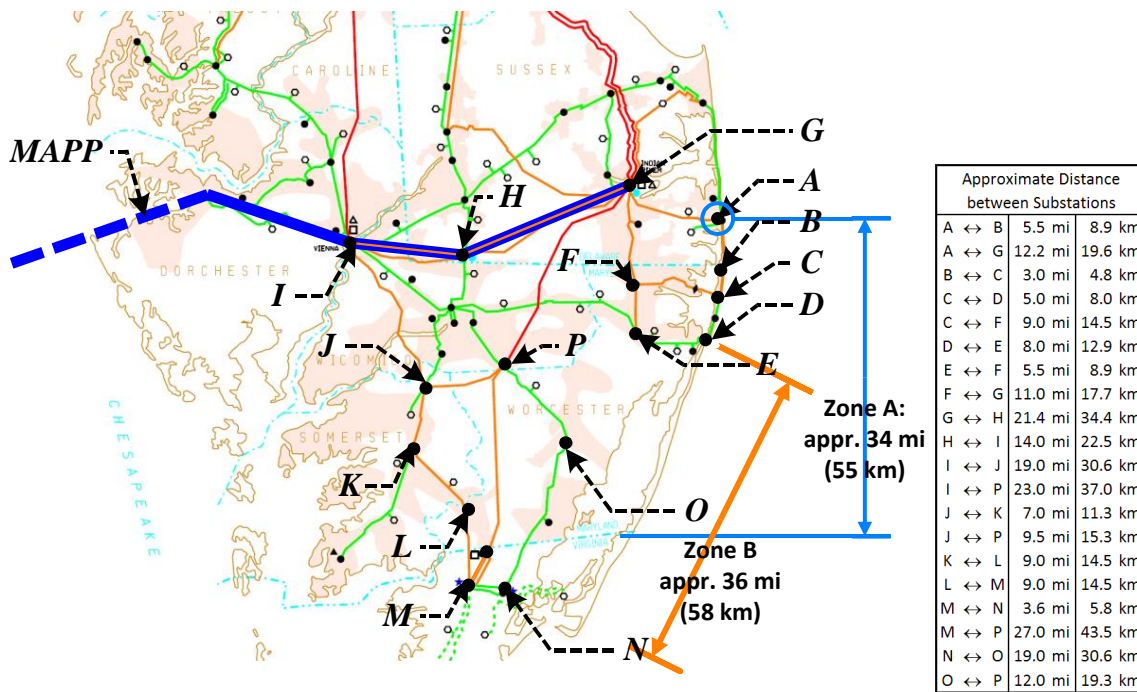 CAROLINE
SUSSEX
G
MAPP
INDIAN
RIVER
A
H
B
VIENNA
DORCHESTER
DELAWARE
MARYLAND
F
C
I
D
J
P
E
WICOMICO
WORCESTER
CHESAPEAKE
SOMERSET
K
Zone A:
appr. 34 mi
(55 km)
L
O
MARYLAND
VIRGINIA
Zone B
appr. 36 mi
(58 km)
M
N
Approximate Distance
between Substations
A ↔ B 5.5 mi 8.9 km
A ↔ G 12.2 mi 19.6 km
B ↔ C 3.0 mi 4.8 km
C ↔ D 5.0 mi 8.0 km
C ↔ F 9.0 mi 14.5 km
D ↔ E 8.0 mi 12.9 km
E ↔ F 5.5 mi 8.9 km
F ↔ G 11.0 mi 17.7 km
G ↔ H 21.4 mi 34.4 km
H ↔ I 14.0 mi 22.5 km
I ↔ J 19.0 mi 30.6 km
I ↔ P 23.0 mi 37.0 km
J ↔ K 7.0 mi 11.3 km
J ↔ P 9.5 mi 15.3 km
K ↔ L 9.0 mi 14.5 km
L ↔ M 9.0 mi 14.5 km
M ↔ N 3.6 mi 5.8 km
M ↔ P 27.0 mi 43.5 km
N ↔ O 19.0 mi 30.6 km
O ↔ P 12.0 mi 19.3 km